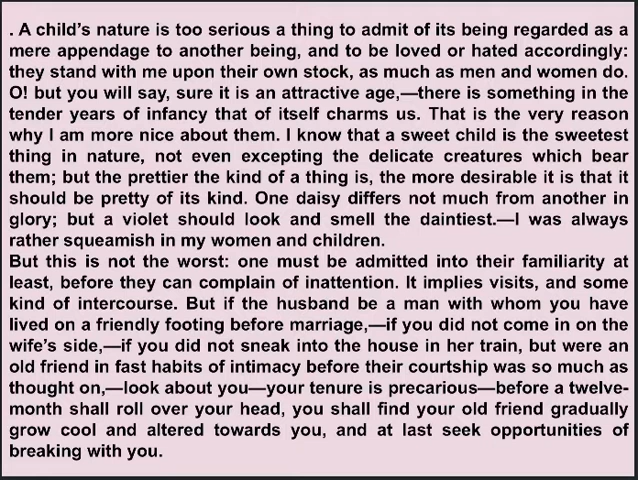 . A child's nature is too serious a thing to admit of its being regarded as a
mere appendage to another being, and to be loved or hated accordingly:
they stand with me upon their own stock, as much as men and women do.
O! but you will say, sure it is an attractive age,—there is something in the
tender years of infancy that of itself charms us. That is the very reason
why I am more nice about them. I know that a sweet child is the sweetest
thing in nature, not even excepting the delicate creatures which bear
them; but the prettier the kind of a thing is, the more desirable it is that it
should be pretty of its kind. One daisy differs not much from another in
glory; but a violet should look and smell the daintiest.—I was always
rather squeamish in my women and children.
But this is not the worst: one must be admitted into their familiarity at
least, before they can complain of inattention. It implies visits, and some
kind of intercourse. But if the husband be a man with whom you have
lived on a friendly footing before marriage,—if you did not come in on the
wife's side,—if you did not sneak into the house in her train, but were an
old friend in fast habits of intimacy before their courtship was so much as
thought on,—look about you—your tenure is precarious—before a twelve-
month shall roll over your head, you shall find your old friend gradually
grow cool and altered towards you, and at last seek opportunities of
breaking with you.